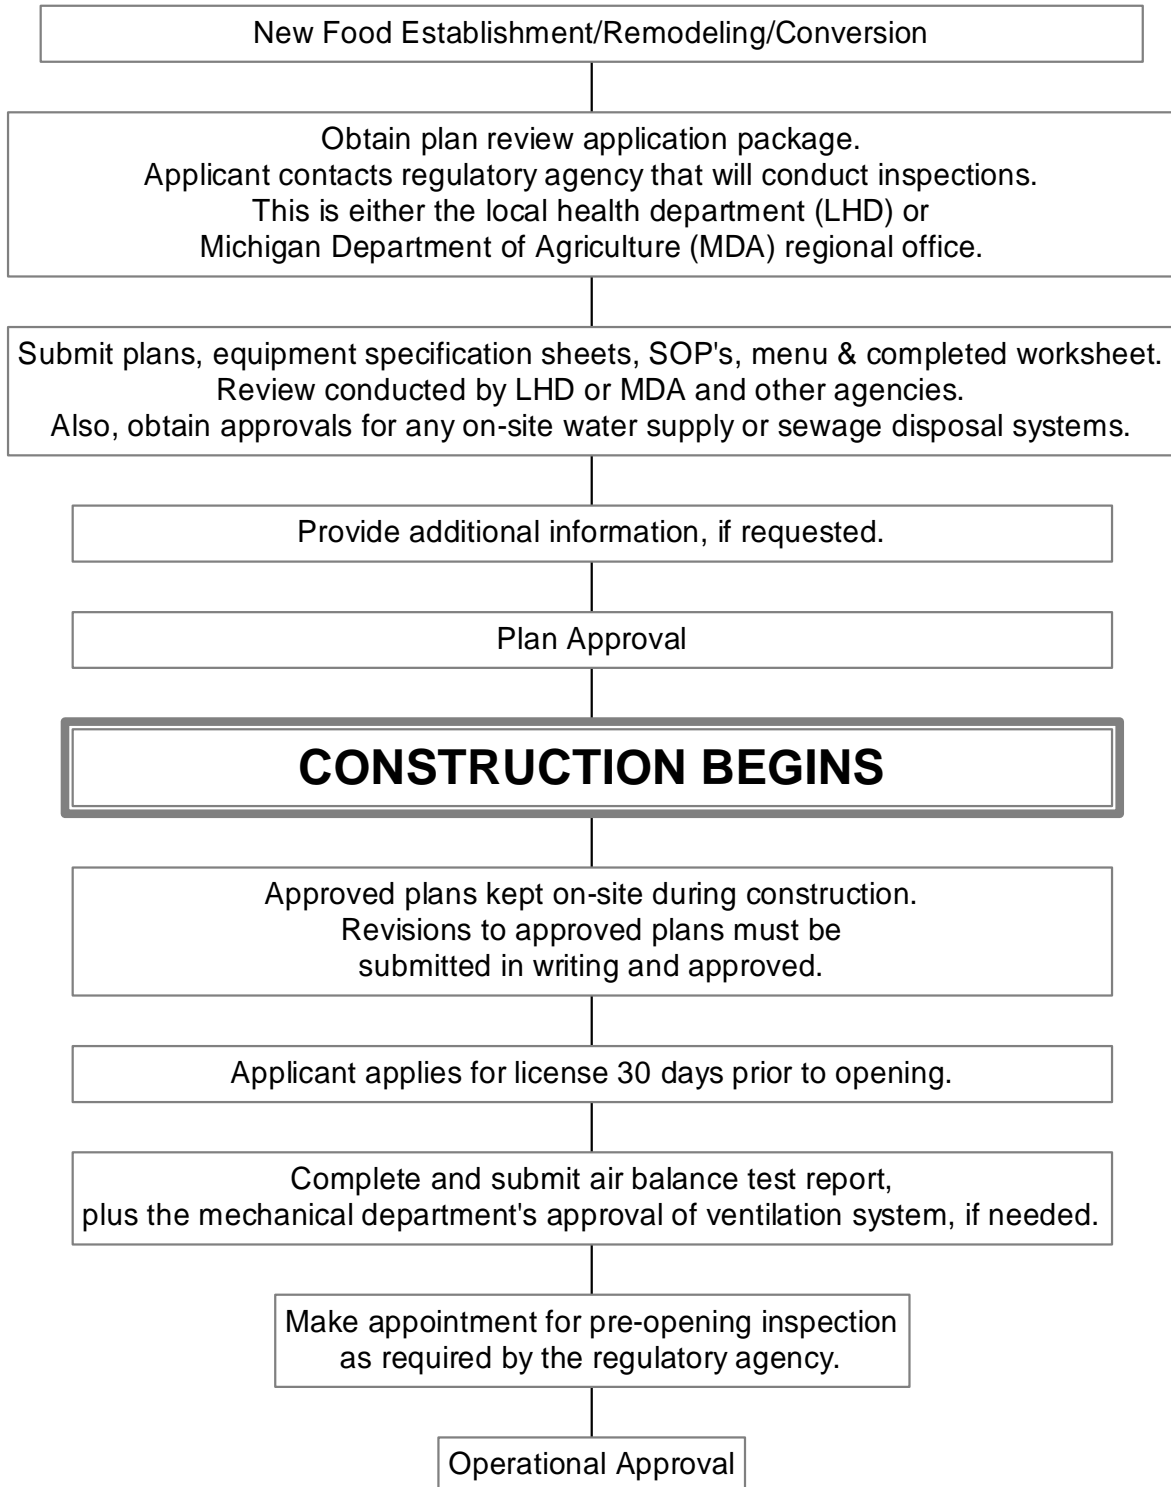 New Food Establishment/Remodeling/Conversion
Obtain plan review application package.
Applicant contacts regulatory agency that will conduct inspections.
This is either the local health department (LHD) or
Michigan Department of Agriculture (MDA) regional office.
Submit plans, equipment specification sheets, SOP's, menu & completed worksheet.
Review conducted by LHD or MDA and other agencies.
Also, obtain approvals for any on-site water supply or sewage disposal systems.
Provide additional information, if requested.
Plan Approval
CONSTRUCTION BEGINS
Approved plans kept on-site during construction.
Revisions to approved plans must be
submitted in writing and approved.
Applicant applies for license 30 days prior to opening.
Complete and submit air balance test report,
plus the mechanical department's approval of ventilation system, if needed.
Make appointment for pre-opening inspection
as required by the regulatory agency.
Operational Approval